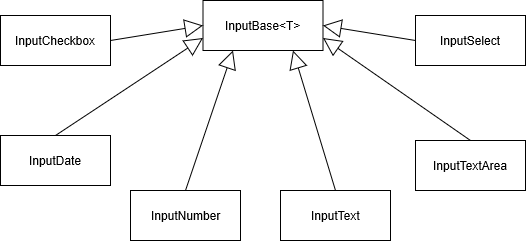 InputBase<T>
InputCheckbox
InputSelect
InputDate
InputTextArea
InputNumber
InputText